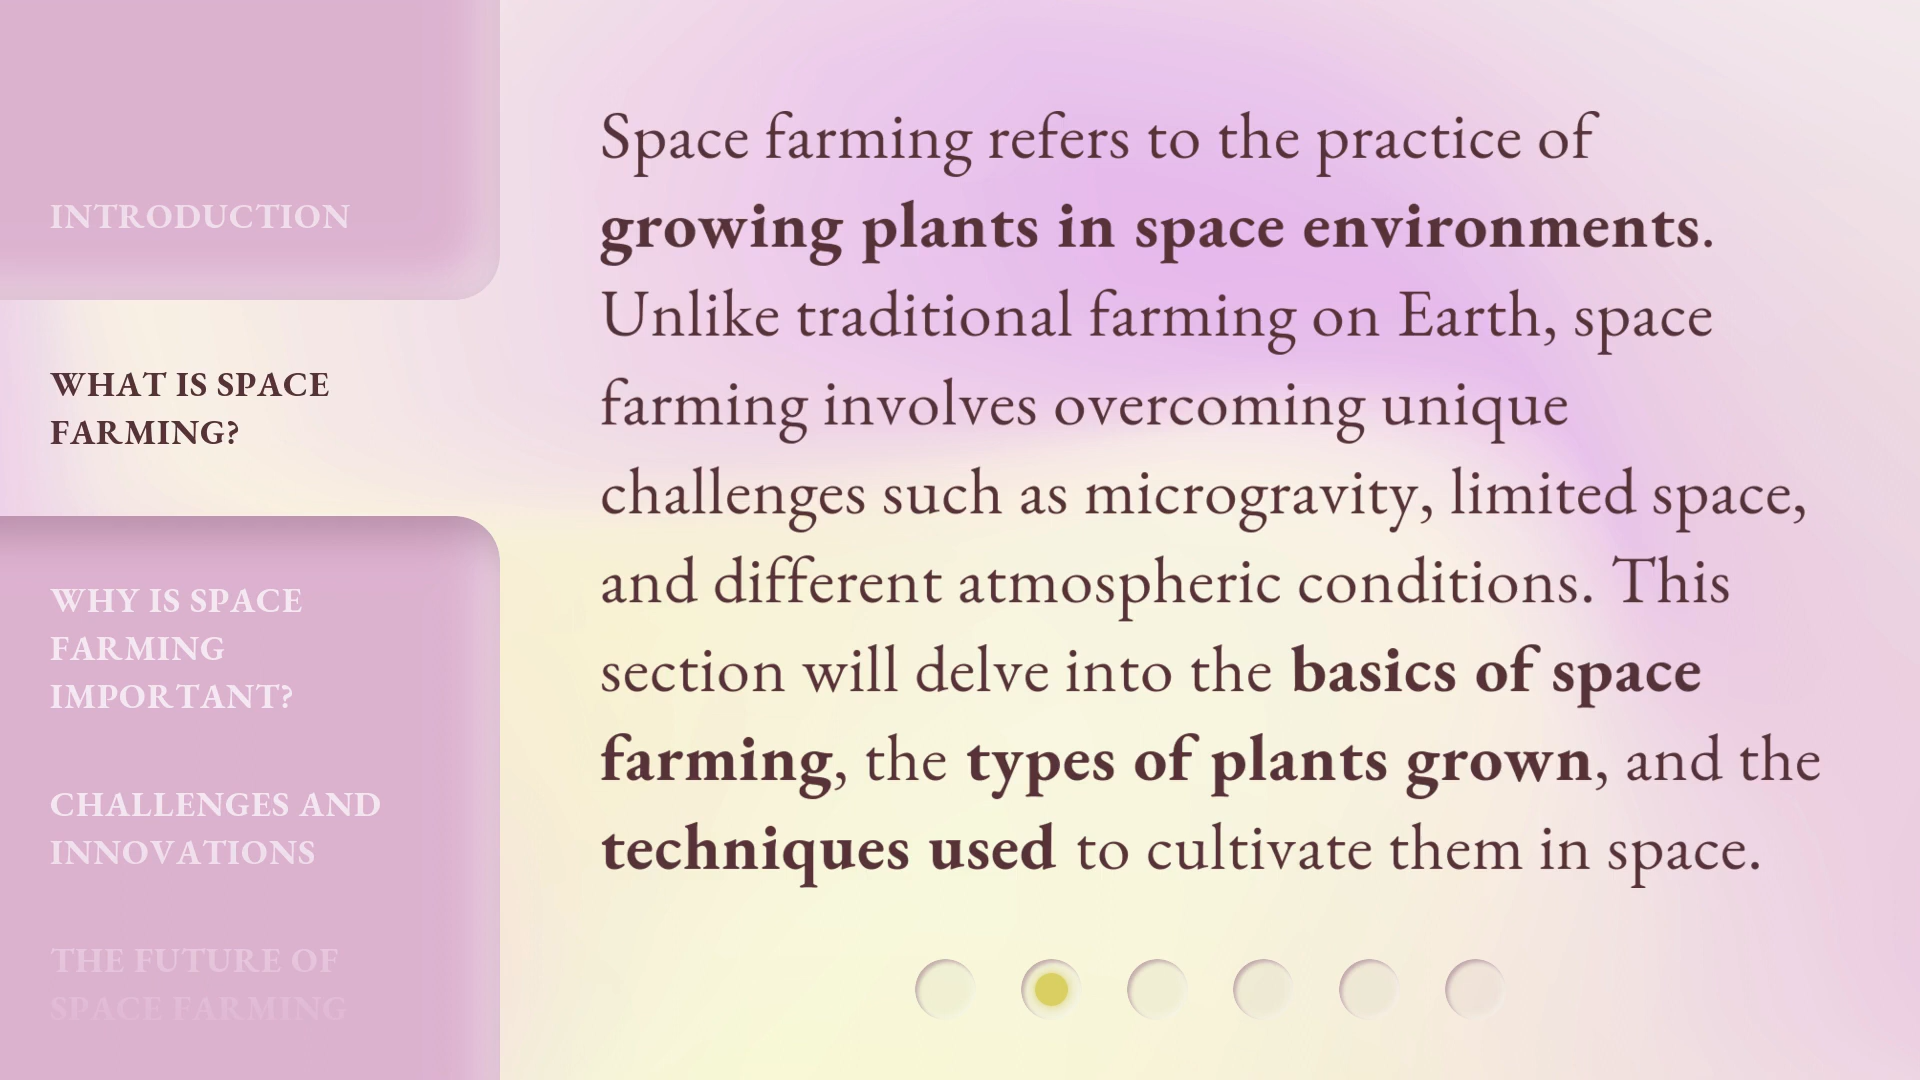 INTRODUCTION
WHAT IS SPACE
FARMING?
WHY IS SPACE
FARMING
IMPORTANT?
CHALLENGES AND
INNOVATIONS
THE FUTURE OF
SPACE FARMING
Space farming refers to the practice of
growing plants in space environments.
Unlike traditional farming on Earth, space
farming involves overcoming unique
challenges such as microgravity, limited space,
and different atmospheric conditions. This
section will delve into the basics of space
farming, the types of plants grown, and the
techniques used to cultivate them in space.